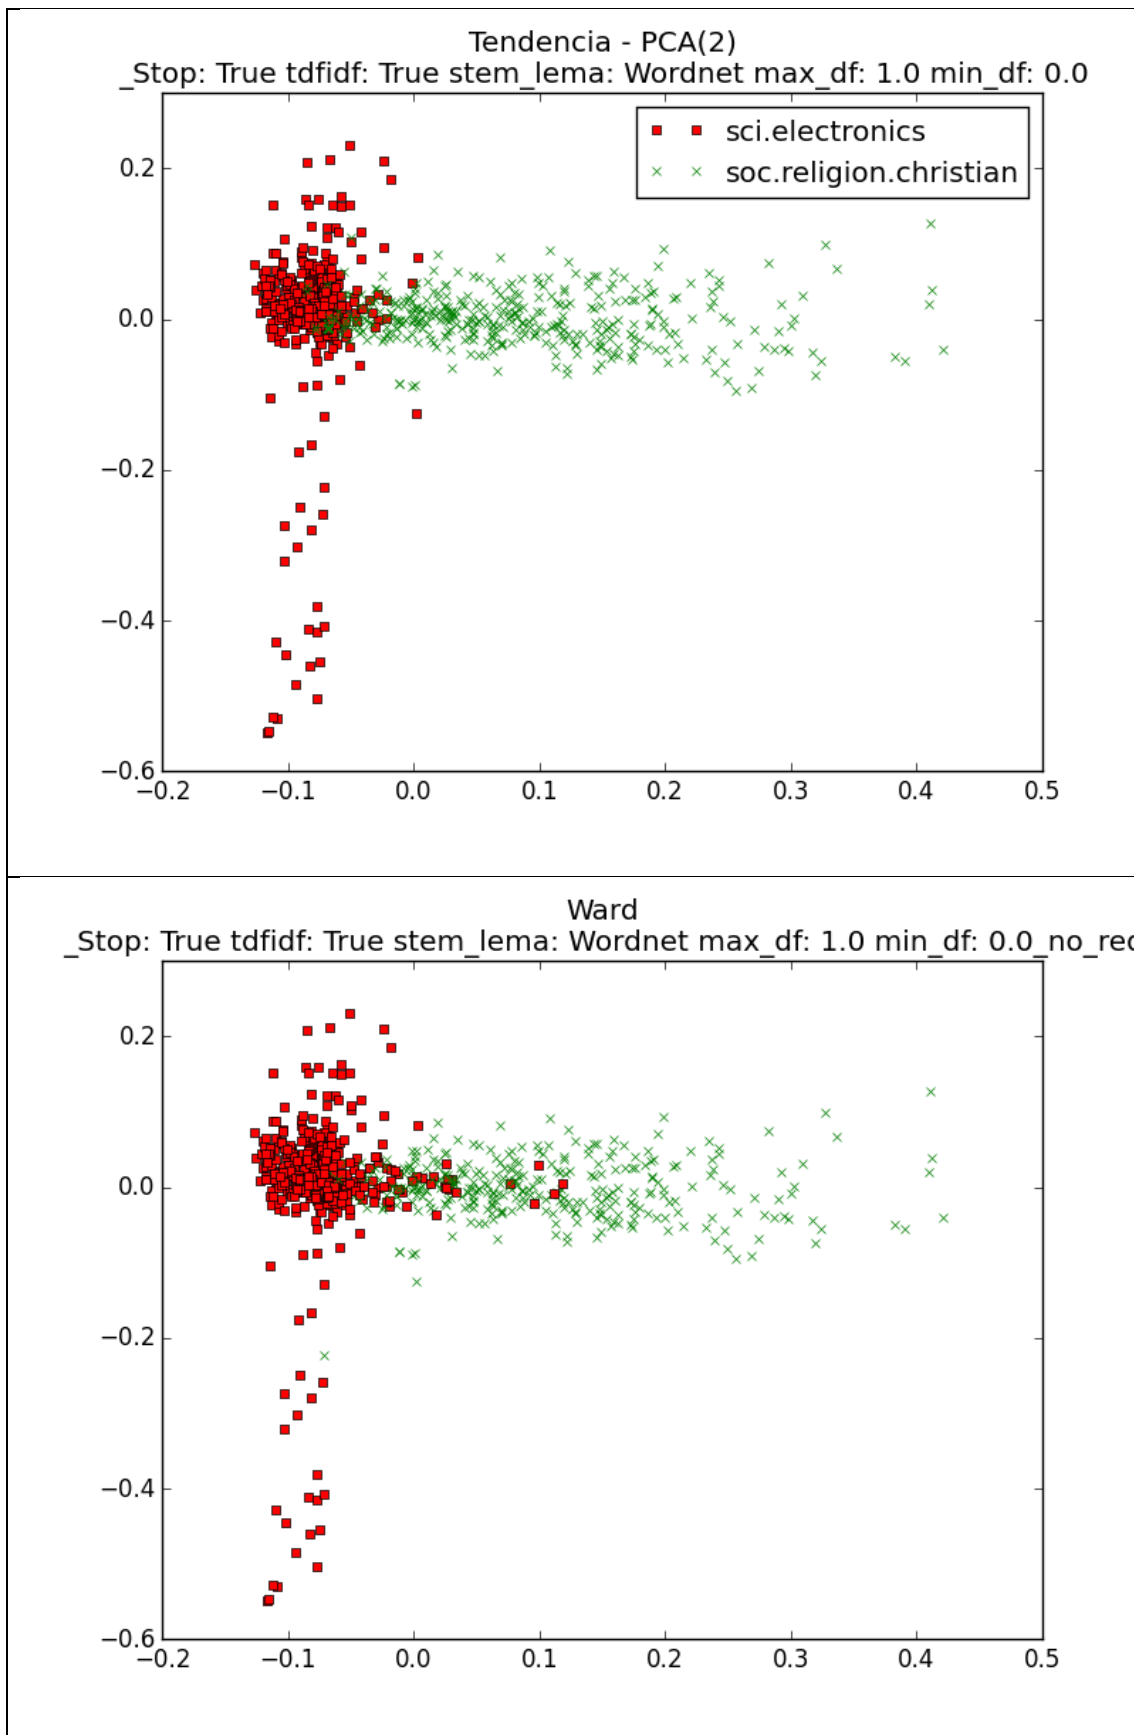 Tendencia - PCA(2)
_Stop: True tdfidf: True stem_lema: Wordnet max_df: 1.0 min_df: 0.0
sci.electronics
soc.religion.christian
0.2
0.0
−0.2
−0.4
−0.6
−0.2 −0.1 0.0 0.1 0.2 0.3 0.4 0.5
Ward
_Stop: True tdfidf: True stem_lema: Wordnet max_df: 1.0 min_df: 0.0_no_rec
0.2
0.0
−0.2
−0.4
−0.6
−0.2 −0.1 0.0 0.1 0.2 0.3 0.4 0.5